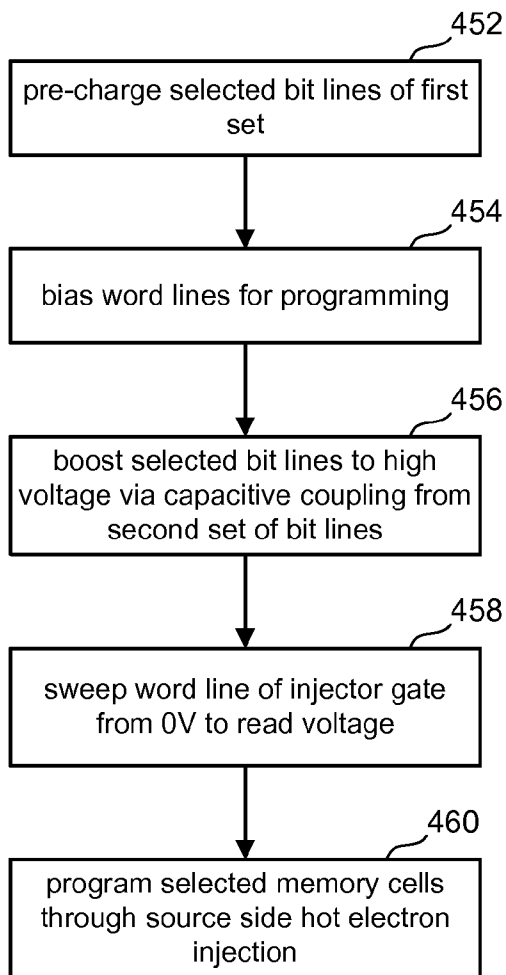 452
pre-charge selected bit lines of first
set
454
bias word lines for programming
456
boost selected bit lines to high
voltage via capacitive coupling from
second set of bit lines
458
sweep word line of injector gate
from 0V to read voltage
460
program selected memory cells
through source side hot electron
injection